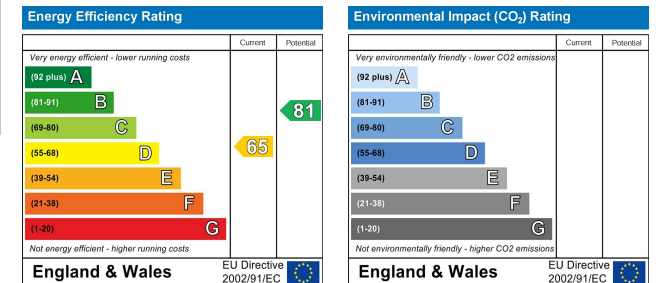 Energy Efficiency Rating
Current Potential
Very energy efficient - lower running costs
(92 plus) A
(81-91) B
(69-80) C
(55-68) D
(39-54) E
(21-38) F
(1-20) G
65
81
Not energy efficient - higher running costs
England & Wales
EU Directive
2002/91/EC
Environmental Impact (CO₂) Rating
Current Potential
Very environmentally friendly - lower CO2 emissions
(92 plus) A
(81-91) B
(69-80) C
(55-68) D
(39-54) E
(21-38) F
(1-20) G
Not environmentally friendly - higher CO2 emissions
England & Wales
EU Directive
2002/91/EC